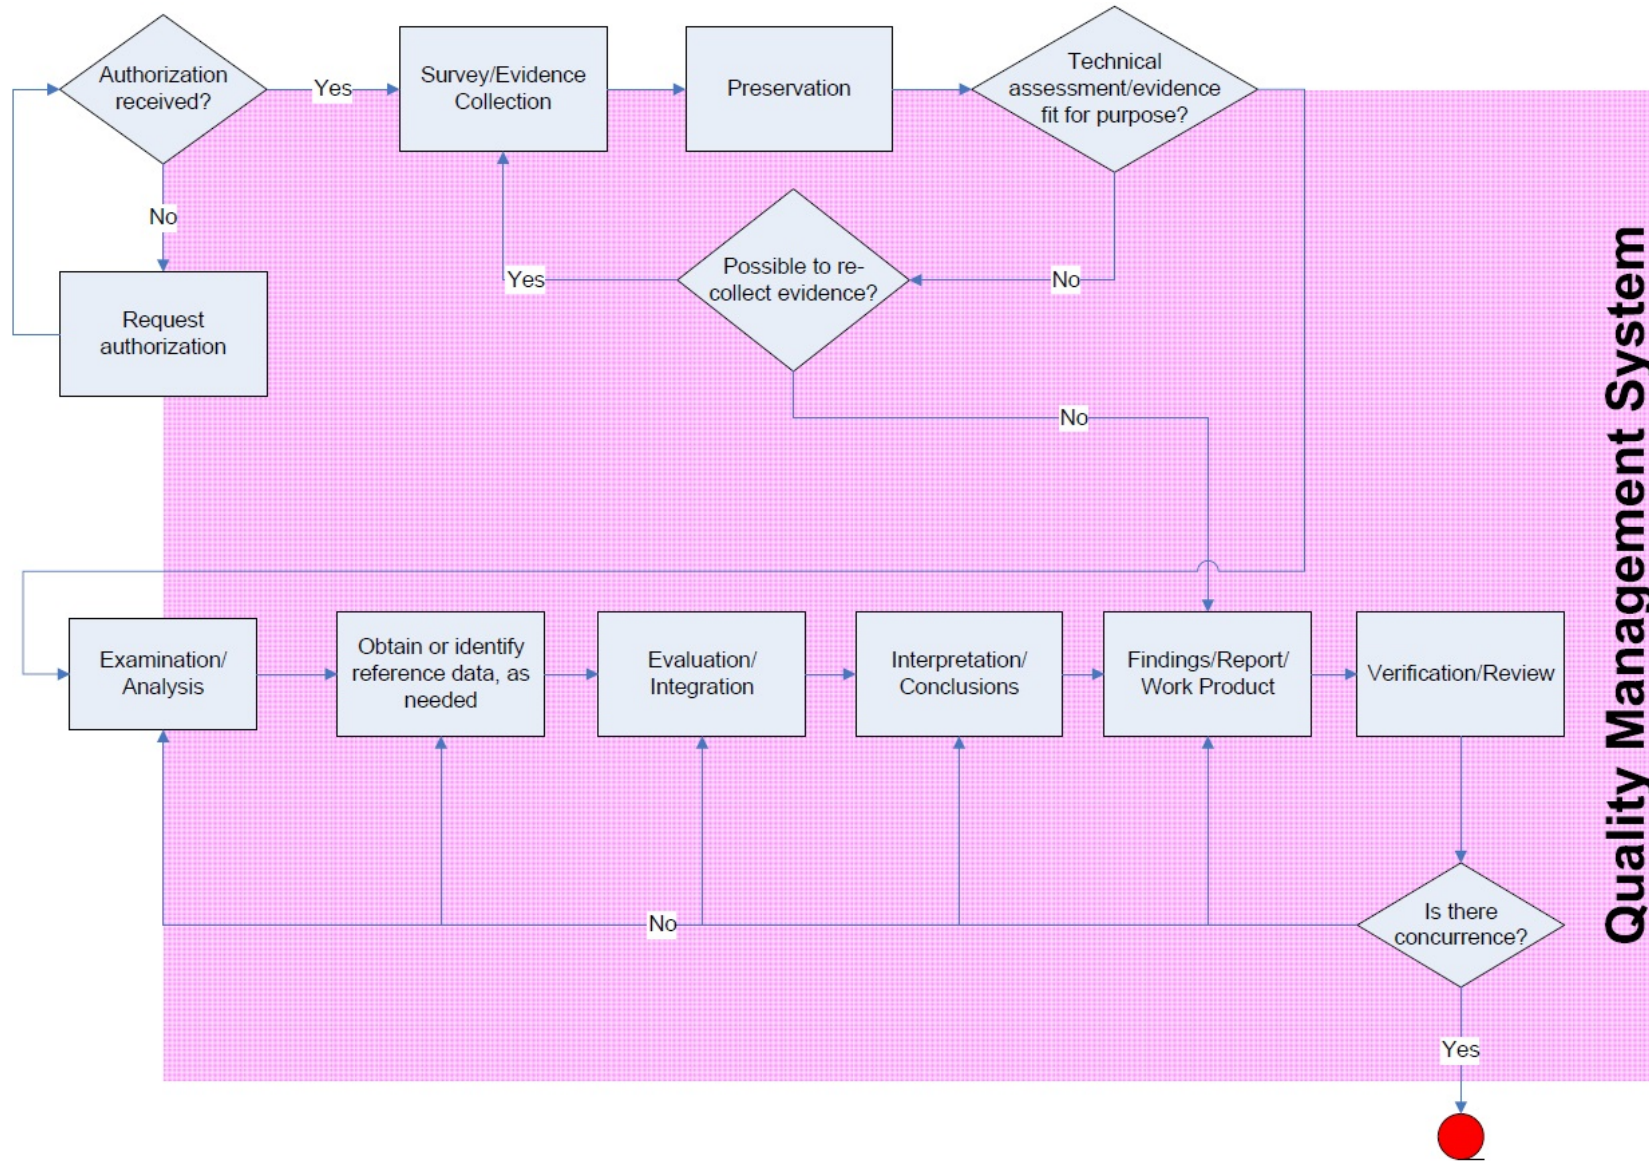 Authorization
received?
Yes
Survey/Evidence
Collection
Preservation
Technical
assessment/evidence
fit for purpose?
No
Request
authorization
Possible to re-
collect evidence?
Yes
No
No
Quality Management System
Examination/
Analysis
Obtain or identify
reference data, as
needed
Evaluation/
Integration
Interpretation/
Conclusions
Findings/Report/
Work Product
Verification/Review
No
Is there
concurrence?
Yes